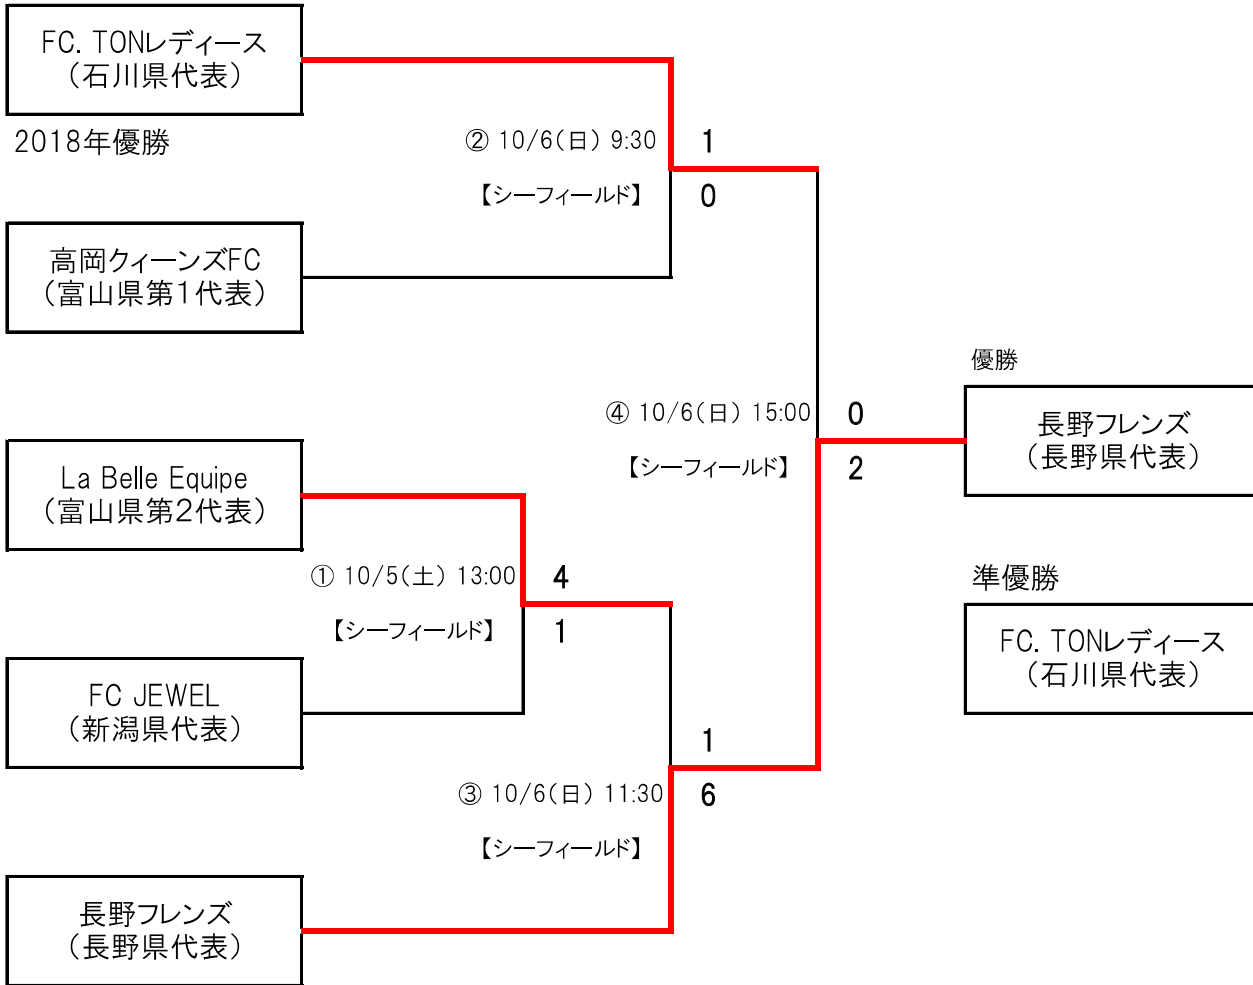 FC. TONレディース
（石川県代表）
2018年優勝
② 10/6(日) 9:30
1
【シーフィールド】
0
高岡クィーンズFC
（富山県第1代表）
優勝
長野フレンズ
（長野県代表）
④ 10/6(日) 15:00
0
【シーフィールド】
2
La Belle Equipe
（富山県第2代表）
① 10/5(土) 13:00
4
【シーフィールド】
1
準優勝
FC. TONレディース
（石川県代表）
FC JEWEL
（新潟県代表）
1
③ 10/6(日) 11:30
6
【シーフィールド】
長野フレンズ
（長野県代表）